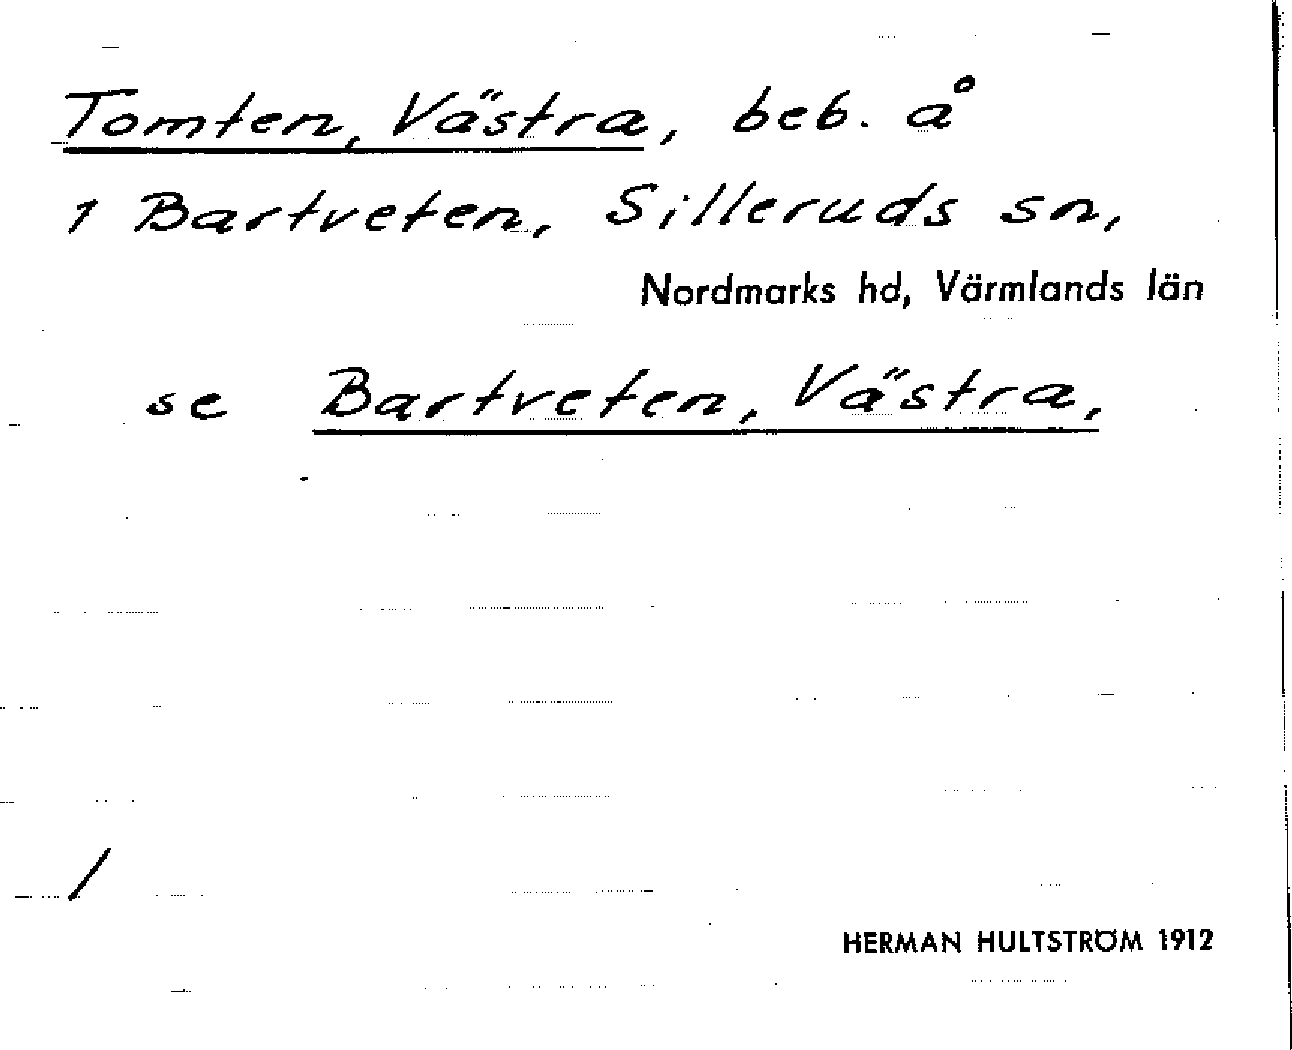 Tomten, Västra, beb. å
1 Bartveten, Silleruds sn,
Nordmarks hd, Värmlands län
se Bartveten, Västra,
/
HERMAN HULTSTRÖM 1912